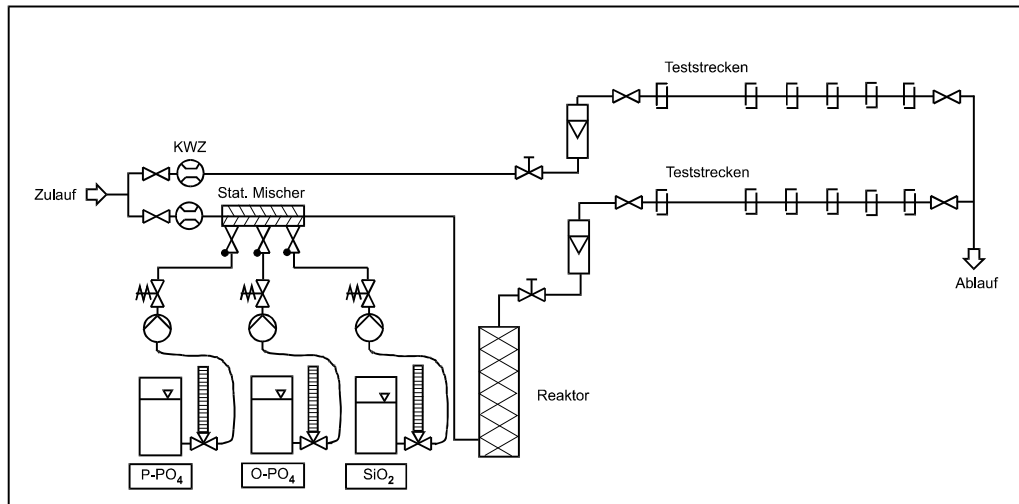 Teststrecken
KWZ
Teststrecken
Zulauf
Stat. Mischer
Ablauf
Reaktor
P-PO₄
O-PO₄
SiO₂